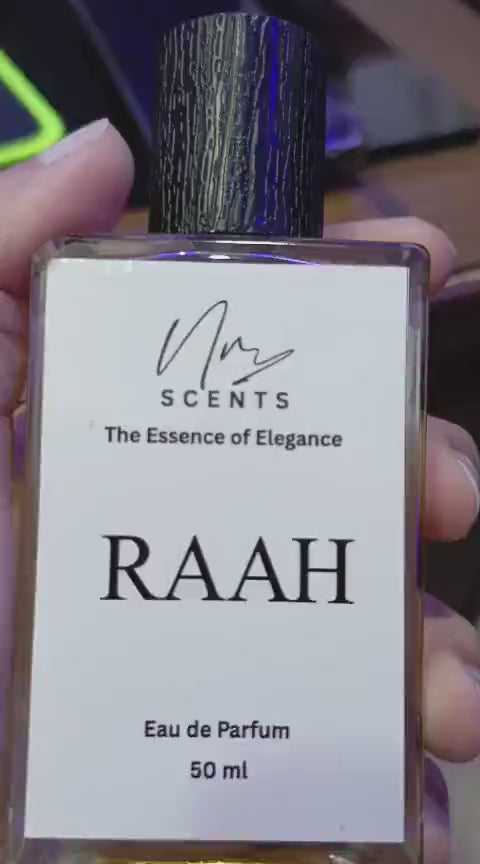 SCENTS
The Essence of Elegance
RAAH
Eau de Parfum
50 ml